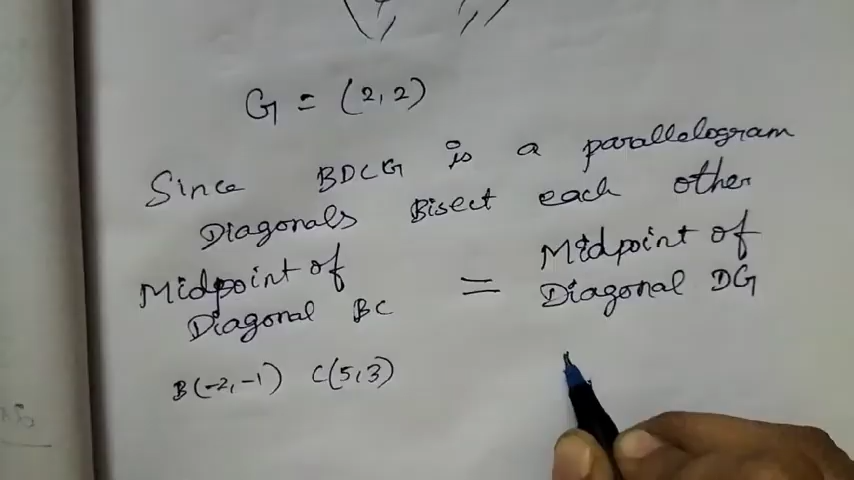 G = (2,2)
Since BDCG is a parallelogram
Diagonals Bisect each other
Midpoint of Diagonal BC = Midpoint of Diagonal DG
B(-2,-1) C(5,3)